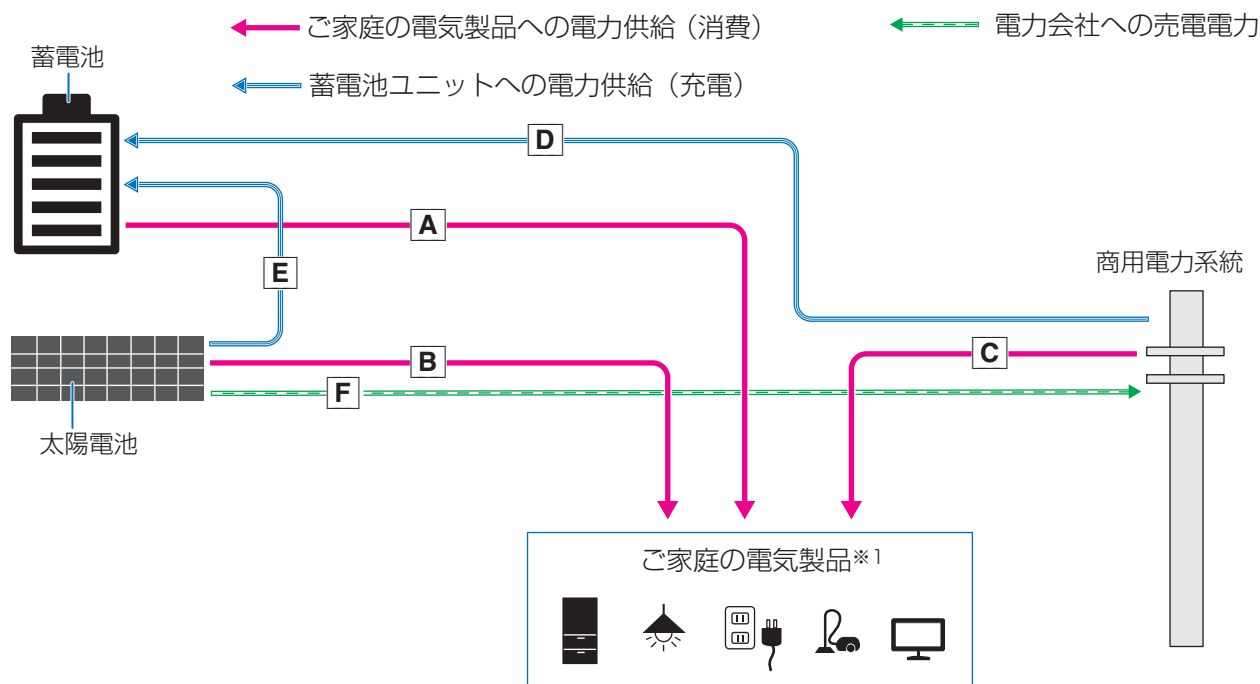 ご家庭の電気製品への電力供給（消費）
電力会社への売電電力
蓄電池
蓄電池ユニットへの電力供給（充電）
D
A
E
商用電力系統
B
C
F
太陽電池
ご家庭の電気製品※1